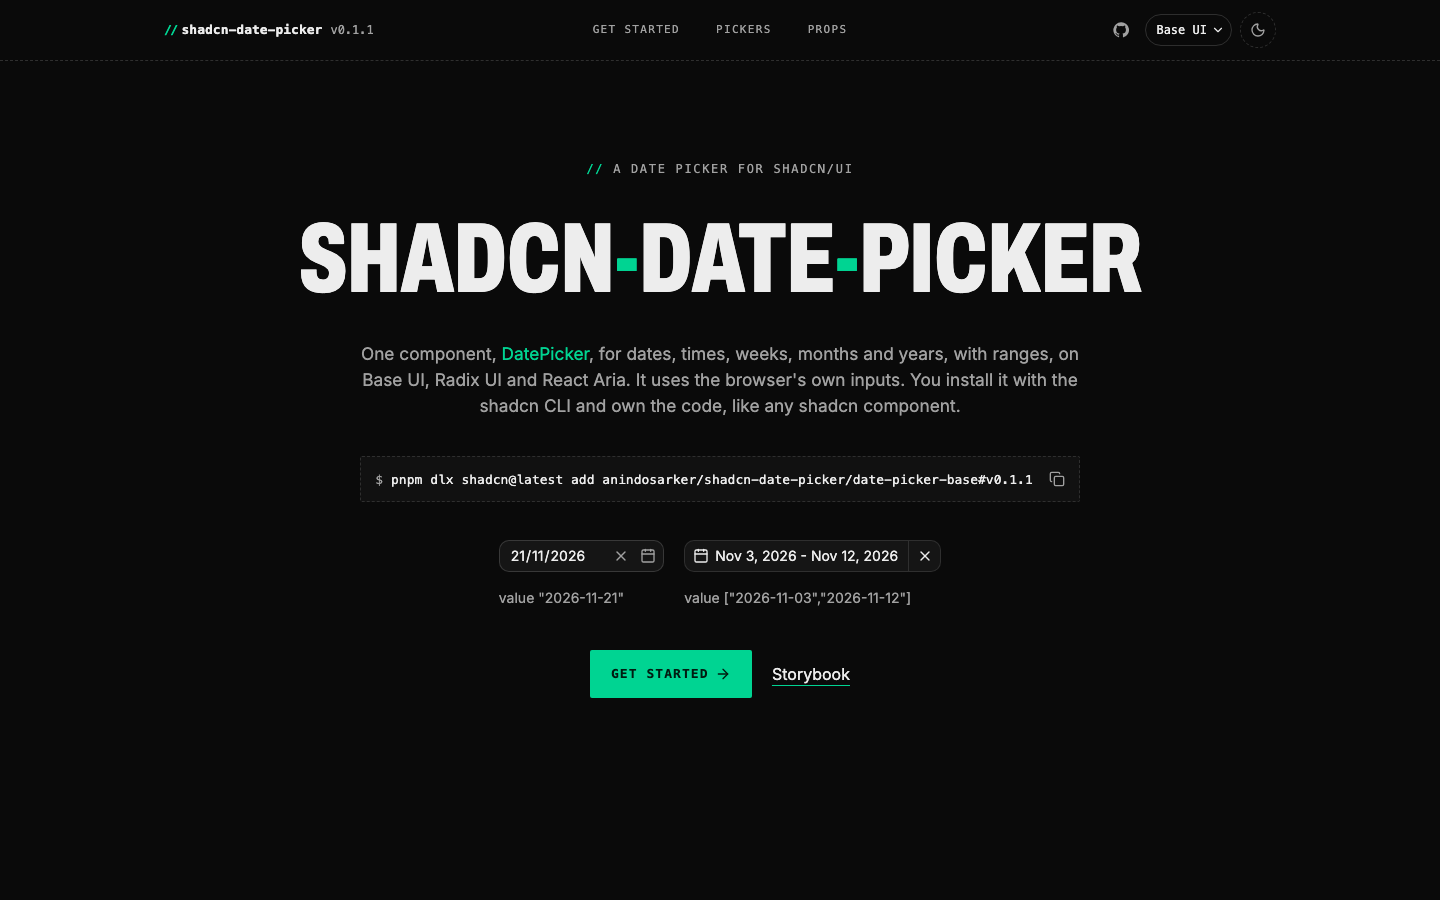 // shadcn-date-picker v0.1.1
GET STARTED
PICKERS
PROPS
Base UI
// A DATE PICKER FOR SHADCN/UI
SHADCN-DATE-PICKER
One component, DatePicker, for dates, times, weeks, months and years, with ranges, on
Base UI, Radix UI and React Aria. It uses the browser's own inputs. You install it with the
shadcn CLI and own the code, like any shadcn component.
$ pnpm dlx shadcn@latest add anindosarker/shadcn-date-picker/date-picker-base#v0.1.1
21/11/2026
Nov 3, 2026 - Nov 12, 2026
value "2026-11-21"
value ["2026-11-03","2026-11-12"]
GET STARTED →
Storybook